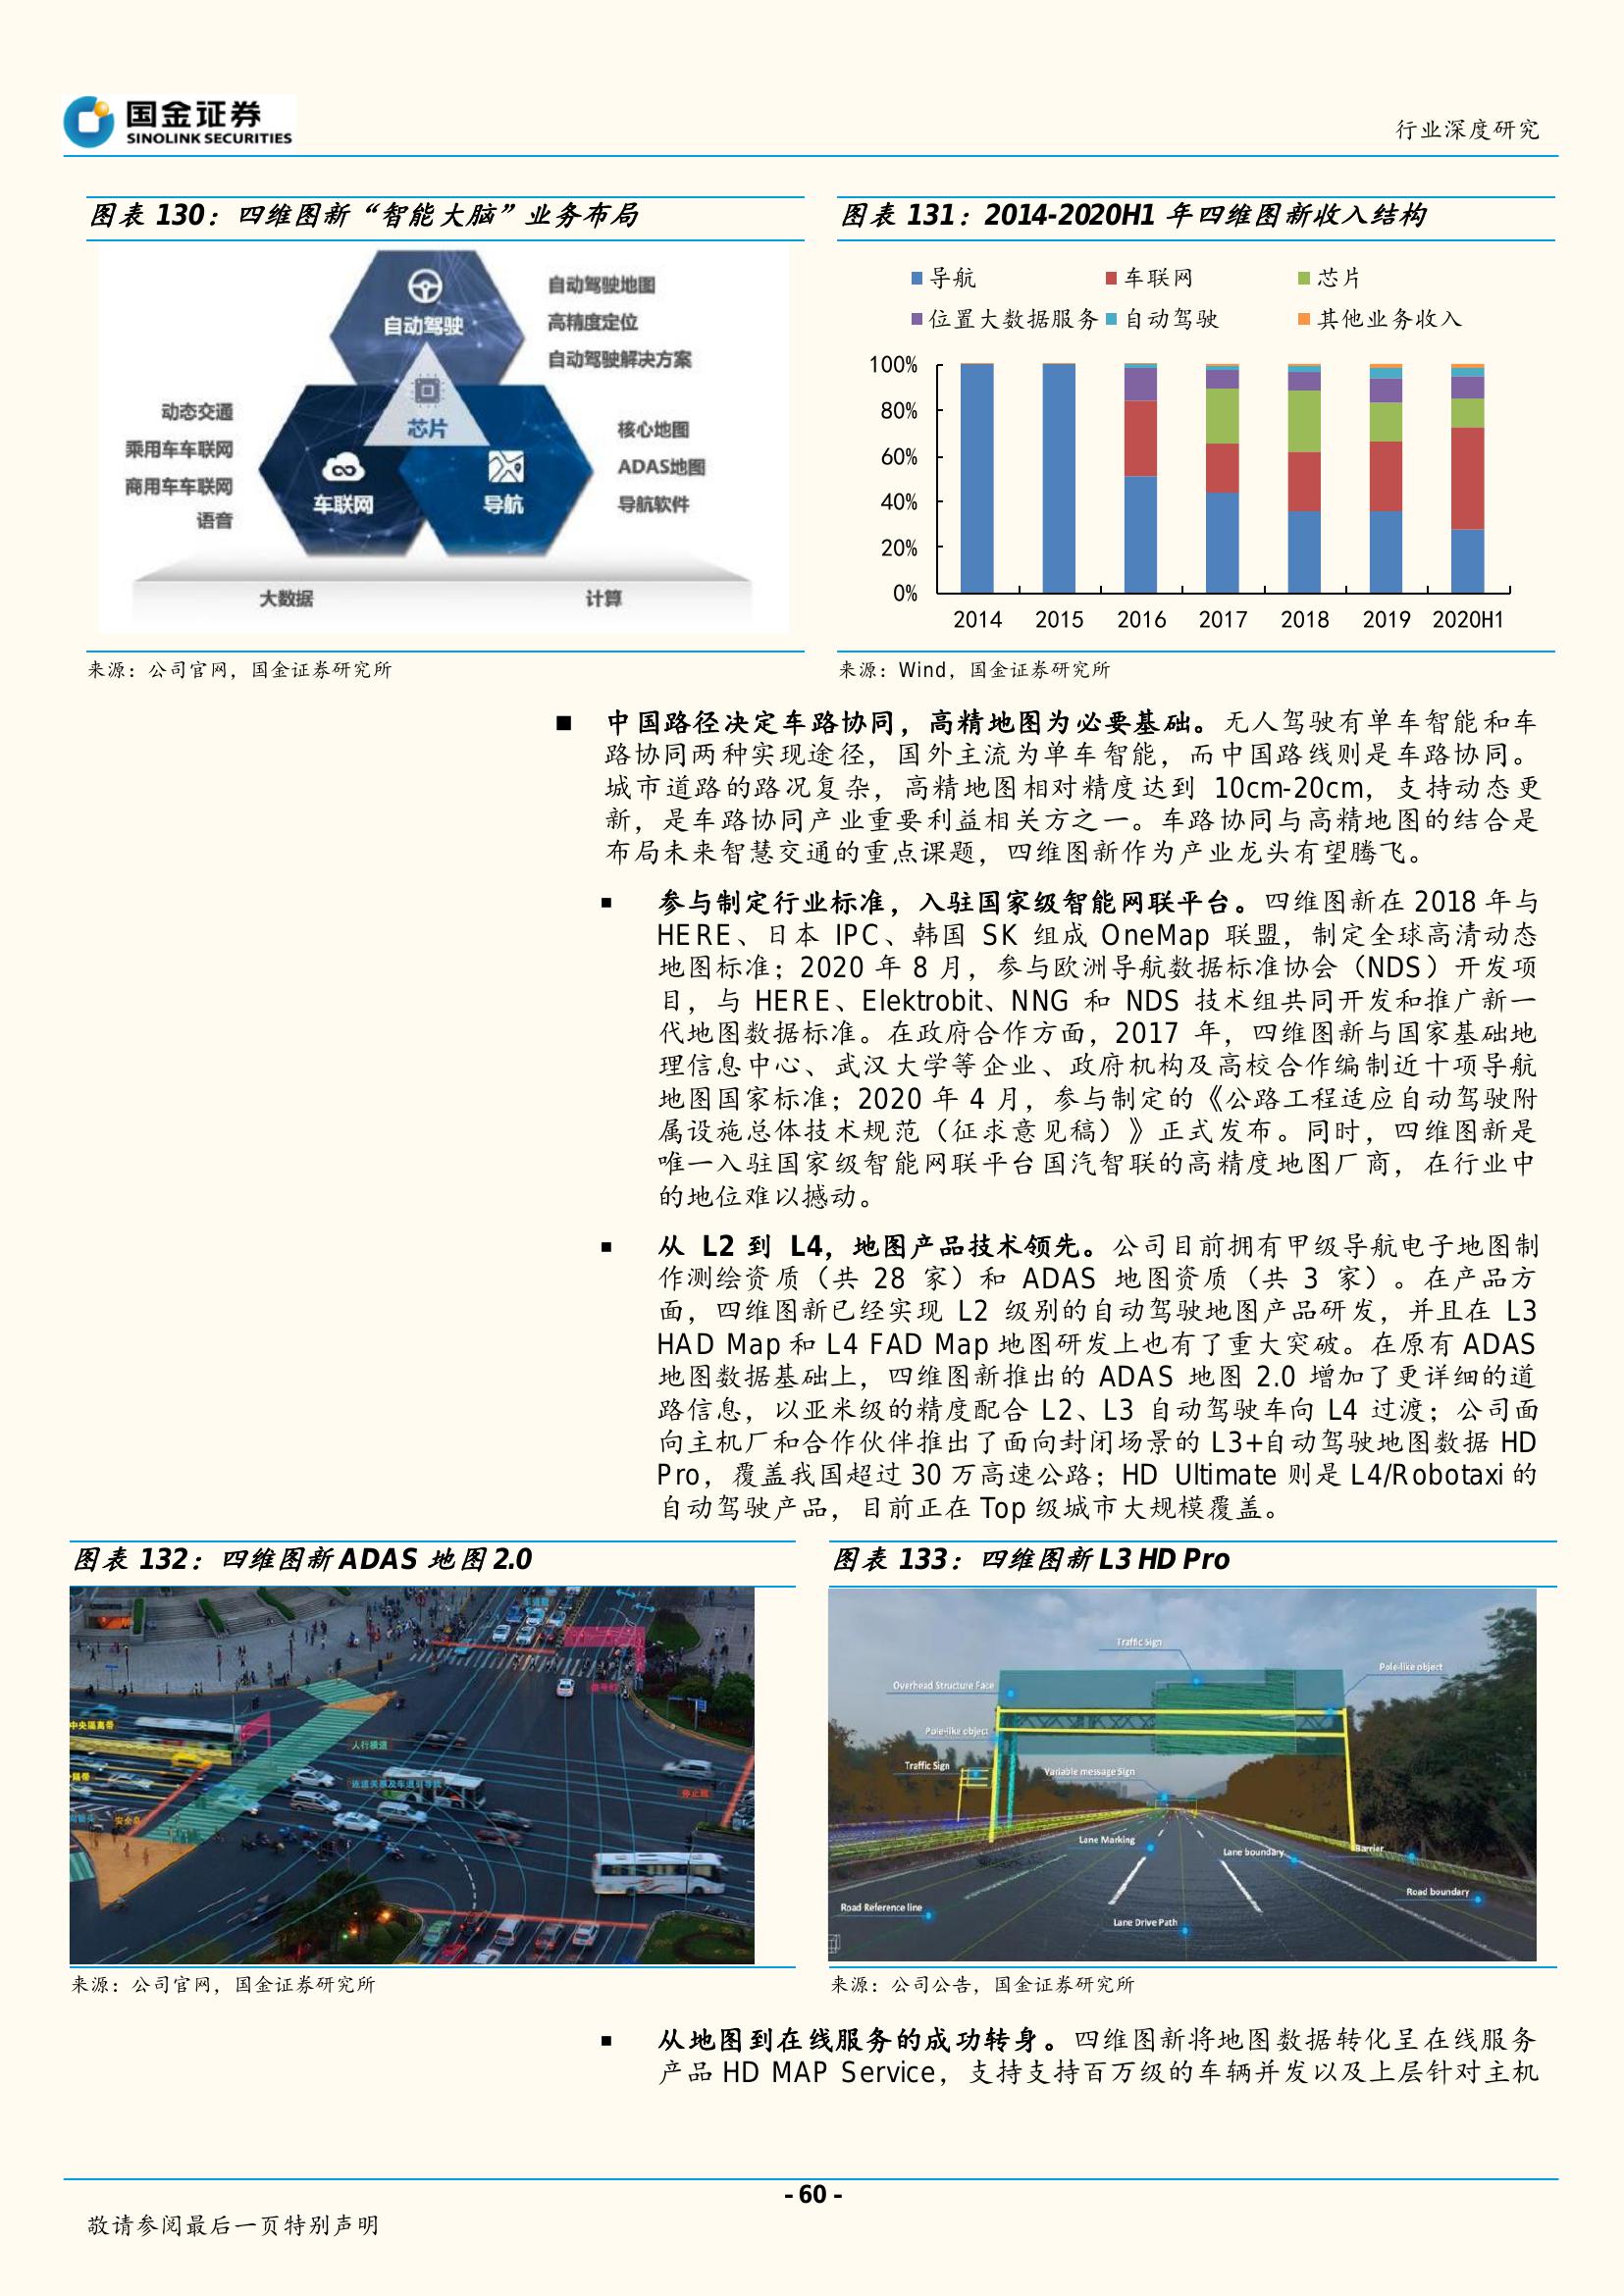 国金证券
SINOLINK SECURITIES
行业深度研究
图表 130：四维图新“智能大脑”业务布局
自动驾驶
自动驾驶地图
高精度定位
自动驾驶解决方案
芯片
动态交通
乘用车车联网
商用车车联网
语音
车联网
导航
核心地图
ADAS地图
导航软件
大数据
计算
来源：公司官网，国金证券研究所
图表 131：2014-2020H1 年四维图新收入结构
导航
车联网
芯片
位置大数据服务
自动驾驶
其他业务收入
100%
80%
60%
40%
20%
0%
2014 2015 2016 2017 2018 2019 2020H1
来源：Wind，国金证券研究所
■ 中国路径决定车路协同，高精地图为必要基础。无人驾驶有单车智能和车
路协同两种实现途径，国外主流为单车智能，而中国路线则是车路协同。
城市道路的路况复杂，高精地图相对精度达到 10cm-20cm，支持动态更
新，是车路协同产业重要利益相关方之一。车路协同与高精地图的结合是
布局未来智慧交通的重点课题，四维图新作为产业龙头有望腾飞。
■ 参与制定行业标准，入驻国家级智能网联平台。四维图新在 2018 年与
HERE、日本 IPC、韩国 SK 组成 OneMap 联盟，制定全球高清动态
地图标准；2020 年 8 月，参与欧洲导航数据标准协会（NDS）开发项
目，与 HERE、Elektrobit、NNG 和 NDS 技术组共同开发和推广新一
代地图数据标准。在政府合作方面，2017 年，四维图新与国家基础地
理信息中心、武汉大学等企业、政府机构及高校合作编制近十项导航
地图国家标准；2020 年 4 月，参与制定的《公路工程适应自动驾驶附
属设施总体技术规范（征求意见稿）》正式发布。同时，四维图新是
唯一入驻国家级智能网联平台国汽智联的高精度地图厂商，在行业中
的地位难以撼动。
■ 从 L2 到 L4，地图产品技术领先。公司目前拥有甲级导航电子地图制
作测绘资质（共 28 家）和 ADAS 地图资质（共 3 家）。在产品方
面，四维图新已经实现 L2 级别的自动驾驶地图产品研发，并且在 L3
HAD Map 和 L4 FAD Map 地图研发上也有了重大突破。在原有 ADAS
地图数据基础上，四维图新推出的 ADAS 地图 2.0 增加了更详细的道
路信息，以亚米级的精度配合 L2、L3 自动驾驶车向 L4 过渡；公司面
向主机厂和合作伙伴推出了面向封闭场景的 L3+自动驾驶地图数据 HD
Pro，覆盖我国超过 30 万高速公路；HD Ultimate 则是 L4/Robotaxi 的
自动驾驶产品，目前正在 Top 级城市大规模覆盖。
图表 132：四维图新 ADAS 地图 2.0
中央隔离带
人行横道
停止线
安全岛
来源：公司官网，国金证券研究所
图表 133：四维图新 L3 HD Pro
Traffic Sign
Pole-like object
Overhead Structure Face
Pole-like object
Traffic Sign
Variable message Sign
Lane Marking
Lane boundary
Barrier
Road boundary
Road Reference line
Lane Drive Path
来源：公司公告，国金证券研究所
■ 从地图到在线服务的成功转身。四维图新将地图数据转化呈在线服务
产品 HD MAP Service，支持支持百万级的车辆并发以及上层针对主机
- 60 -
敬请参阅最后一页特别声明